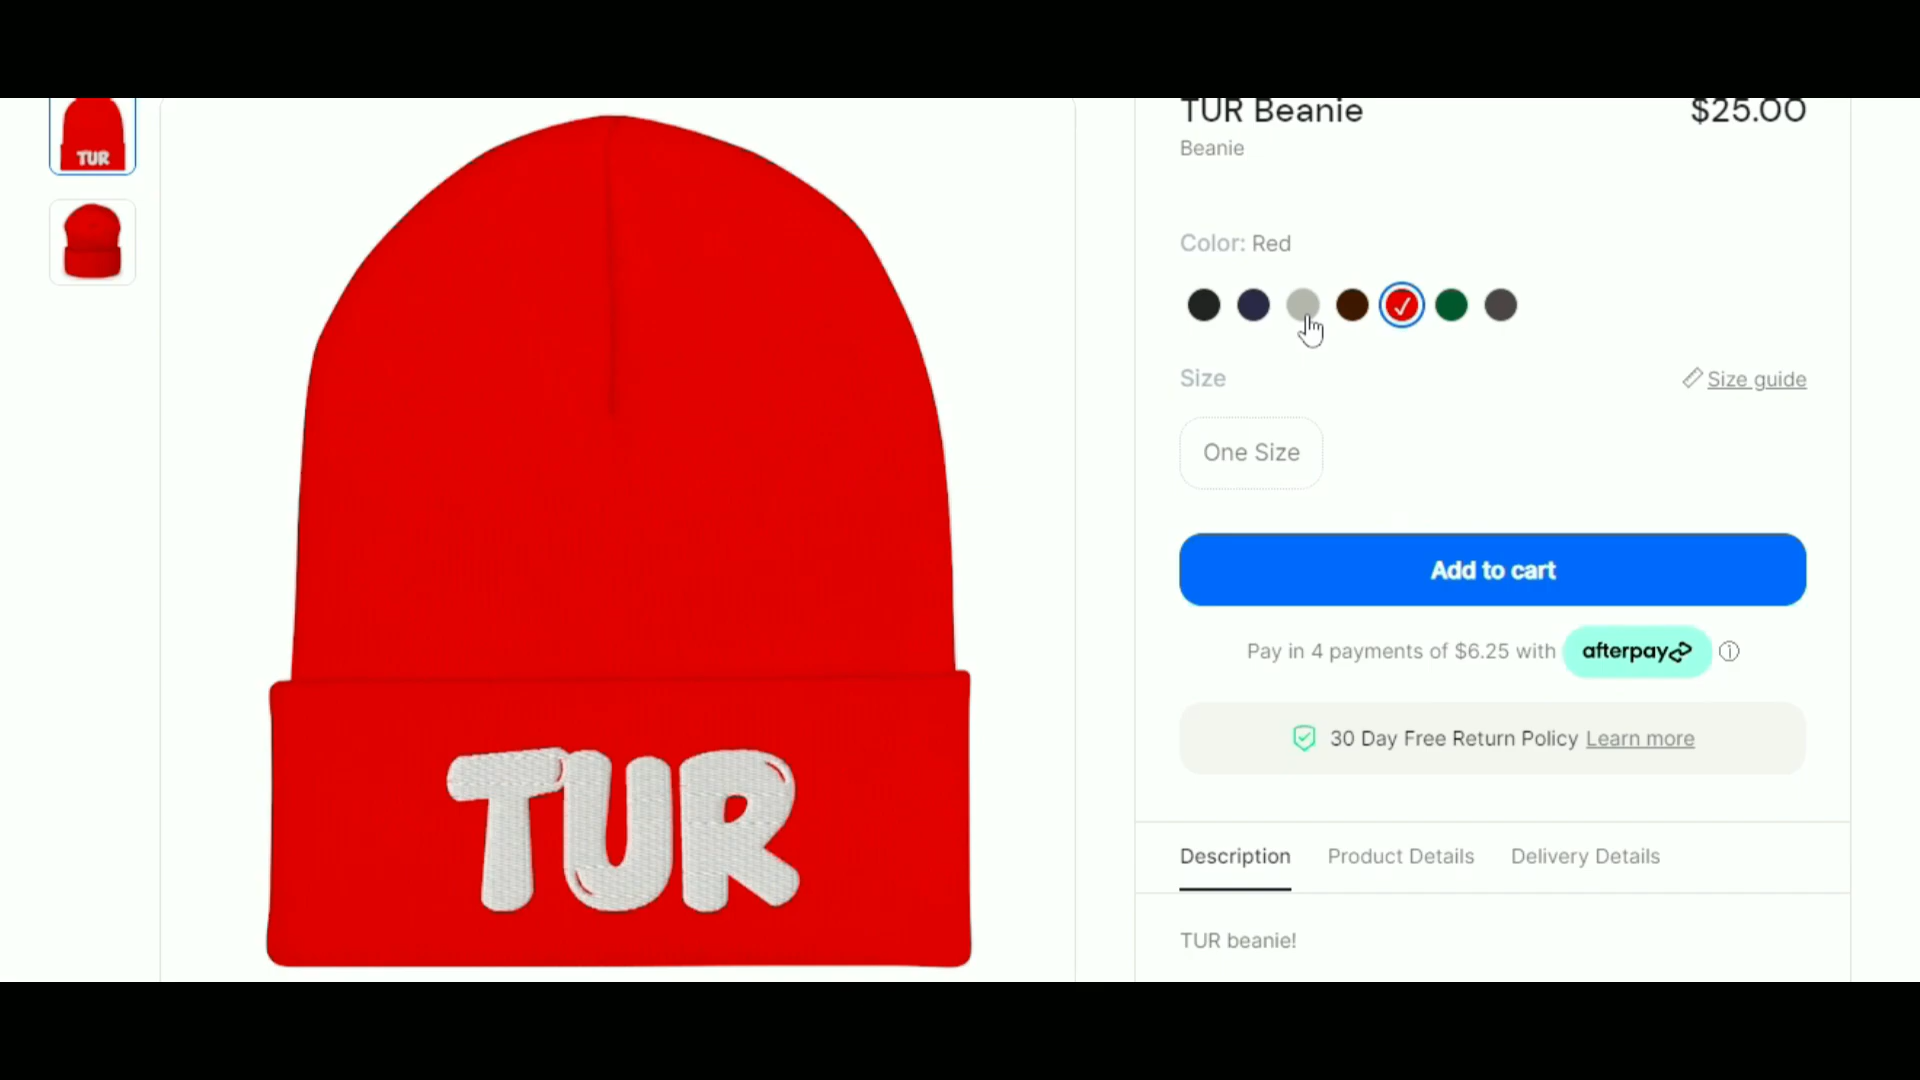 TUR
TUR Beanie
$25.00
Beanie
Color: Red
Size
Size guide
One Size
Add to cart
Pay in 4 payments of $6.25 with afterpay
30 Day Free Return Policy Learn more
Description
Product Details
Delivery Details
TUR beanie!
TUR